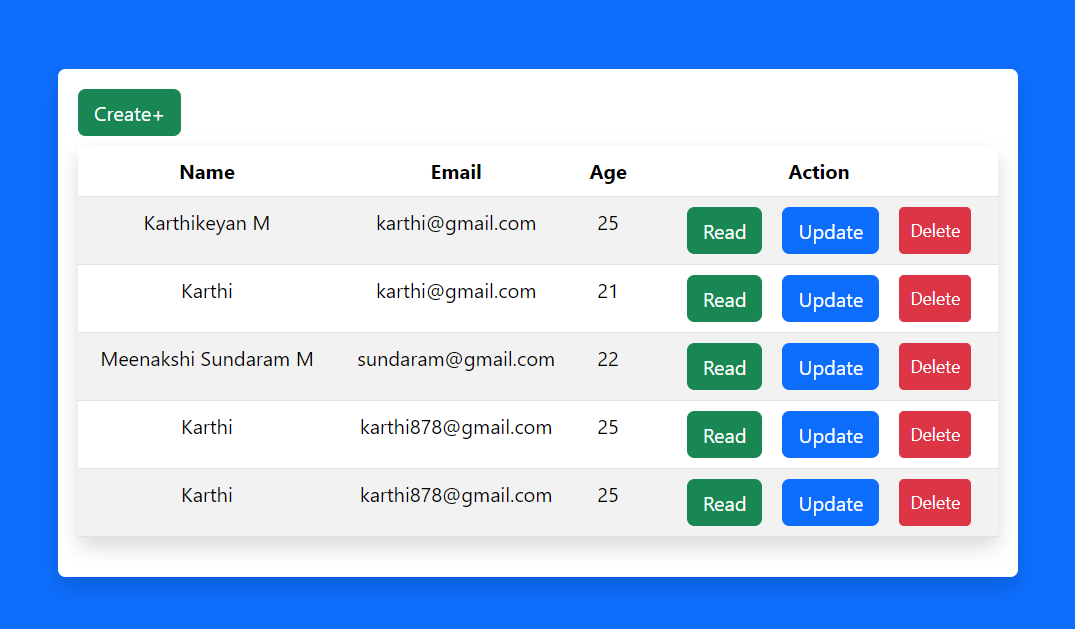 Create+
Name Email Age Action
Karthikeyan M karthi@gmail.com 25 Read Update Delete
Karthi karthi@gmail.com 21 Read Update Delete
Meenakshi Sundaram M sundaram@gmail.com 22 Read Update Delete
Karthi karthi878@gmail.com 25 Read Update Delete
Karthi karthi878@gmail.com 25 Read Update Delete